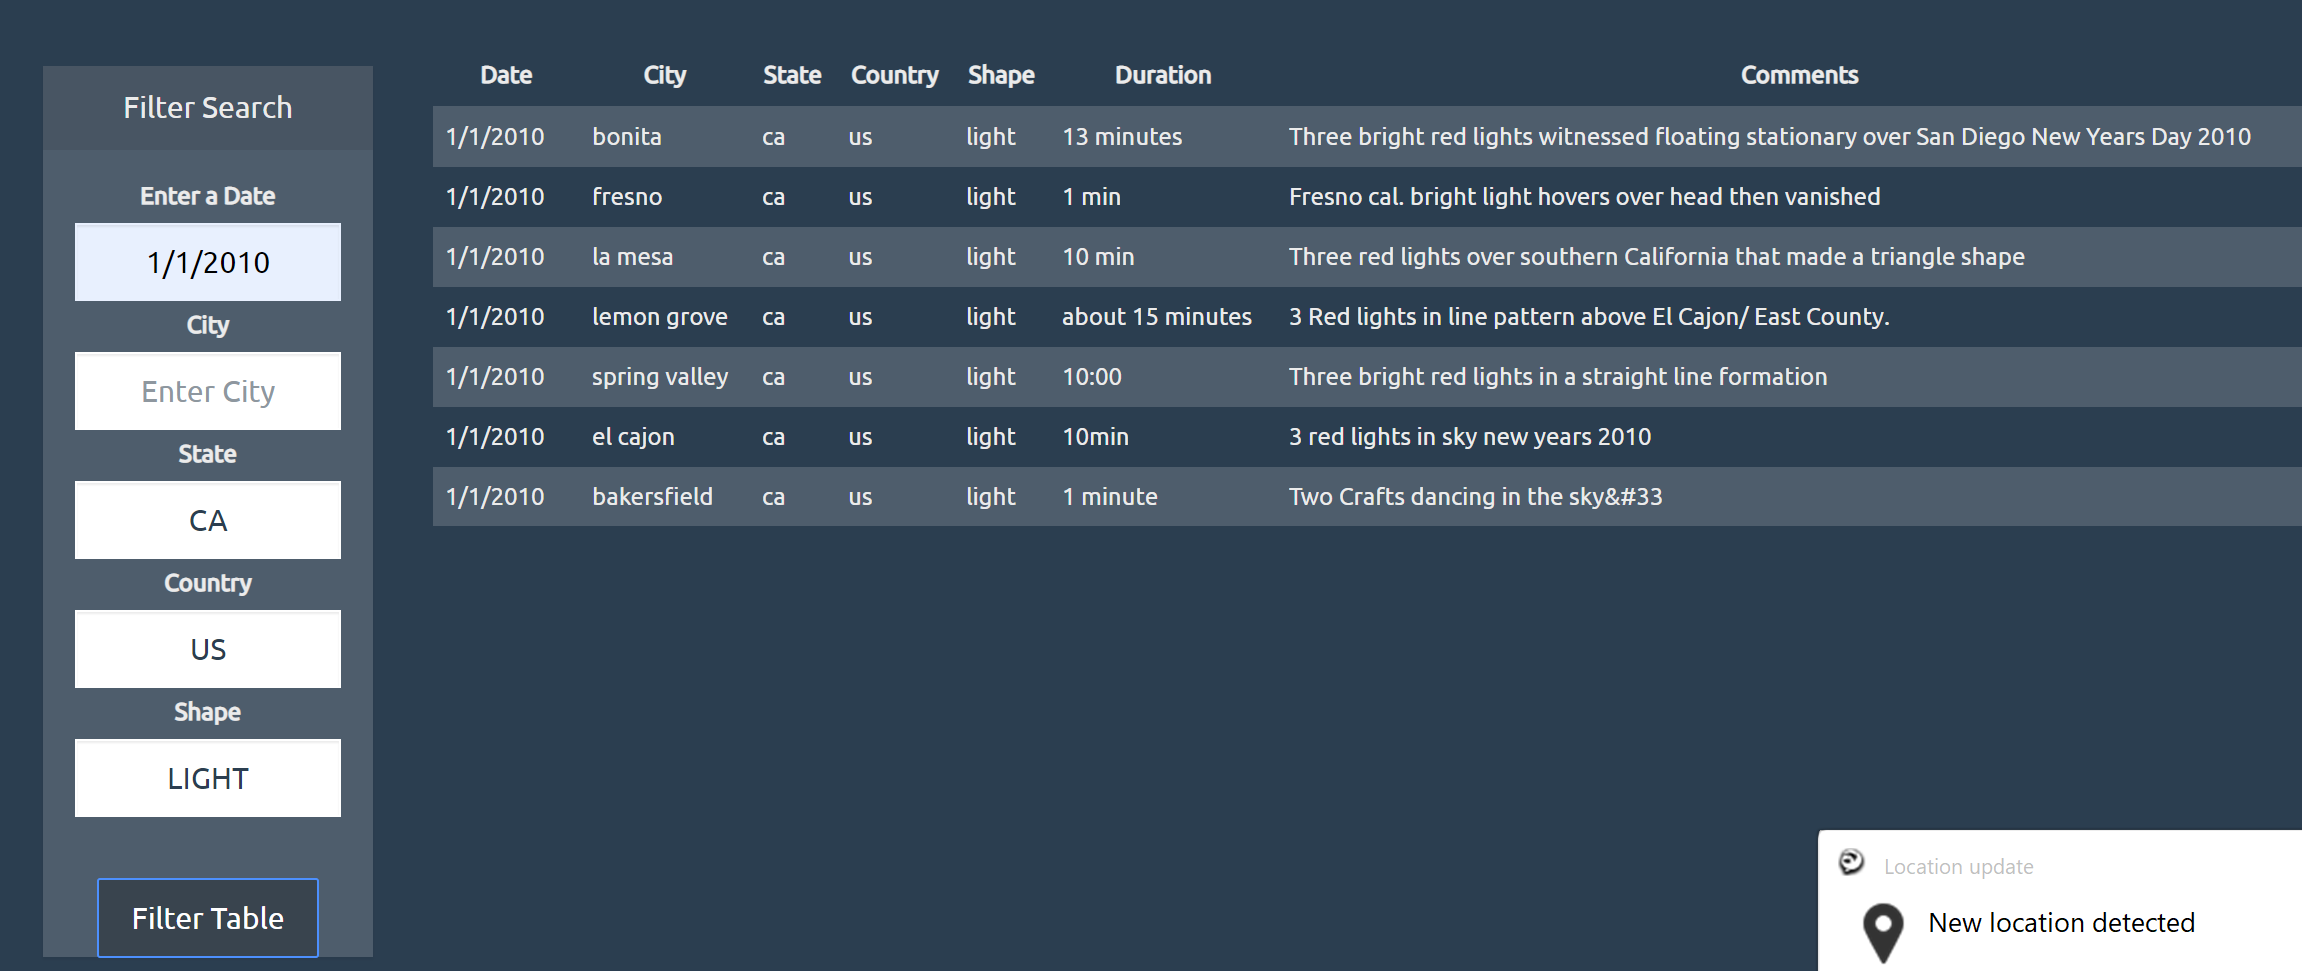 Filter Search
Enter a Date
1/1/2010
City
Enter City
State
CA
Country
US
Shape
LIGHT
Filter Table
Date City State Country Shape Duration Comments
1/1/2010 bonita ca us light 13 minutes Three bright red lights witnessed floating stationary over San Diego New Years Day 2010
1/1/2010 fresno ca us light 1 min Fresno cal. bright light hovers over head then vanished
1/1/2010 la mesa ca us light 10 min Three red lights over southern California that made a triangle shape
1/1/2010 lemon grove ca us light about 15 minutes 3 Red lights in line pattern above El Cajon/ East County.
1/1/2010 spring valley ca us light 10:00 Three bright red lights in a straight line formation
1/1/2010 el cajon ca us light 10min 3 red lights in sky new years 2010
1/1/2010 bakersfield ca us light 1 minute Two Crafts dancing in the sky&#33
Location update
New location detected